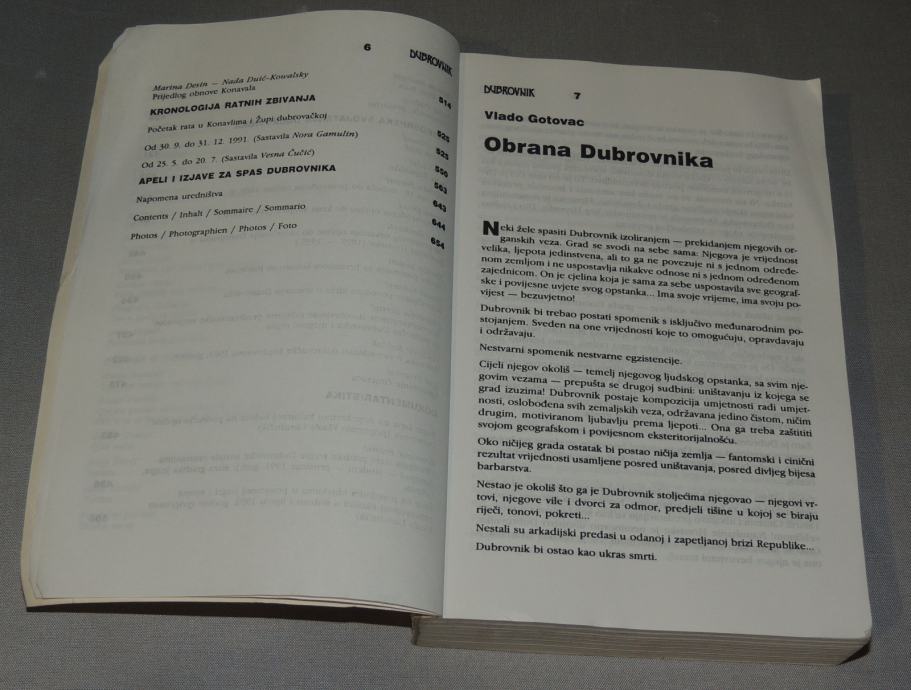 6
DUBROVNIK
Marina Desin — Nada Duić-Kowalsky
Prijedlog obnove Konavala
514
KRONOLOGIJA RATNIH ZBIVANJA
Početak rata u Konavlima i Župi dubrovačkoj
525
Od 30. 9. do 31. 12. 1991. (Sastavila Nora Gamulin)
525
Od 25. 5. do 20. 7. (Sastavila Vesna Čučić)
550
APELI I IZJAVE ZA SPAS DUBROVNIKA
563
Napomena uredništva
643
Contents / Inhalt / Sommaire / Sommario
644
Photos / Photographien / Photos / Foto
654
DUBROVNIK 7
Vlado Gotovac
Obrana Dubrovnika
Neki žele spasiti Dubrovnik izoliranjem — prekidanjem njegovih or-
ganskih veza. Grad se svodi na sebe sama: Njegova je vrijednost
velika, ljepota jedinstvena, ali to ga ne povezuje ni s jednom određe-
nom zemljom i ne uspostavlja nikakve odnose ni s jednom određenom
zajednicom. On je cjelina koja je sama za sebe uspostavila sve geograf-
ske i povijesne uvjete svog opstanka... Ima svoje vrijeme, ima svoju po-
vijest — bezuvjetno!
Dubrovnik bi trebao postati spomenik s isključivo međunarodnim po-
stojanjem. Sveden na one vrijednosti koje to omogućuju, opravdavaju
i održavaju.
Nestvarni spomenik nestvarne egzistencije.
Cijeli njegov okoliš — temelj njegovog ljudskog opstanka, sa svim nje-
govim vezama — prepušta se drugoj sudbini: uništavanju iz kojega se
grad izuzima! Dubrovnik postaje kompozicija umjetnosti radi umjet-
nosti, oslobođena svih zemaljskih veza, održavana jedino čistom, ničim
drugim, motiviranom ljubavlju prema ljepoti... Ona ga treba zaštititi
svojom geografskom i povijesnom eksteritorijalnošću.
Oko ničijeg grada ostatak bi postao ničija zemlja — fantomski i cinični
rezultat vrijednosti usamljene posred uništavanja, posred divljeg bijesa
barbarstva.
Nestao je okoliš što ga je Dubrovnik stoljećima njegovao — njegovi vr-
tovi, njegove vile i dvorci za odmor, predjeli tišine u kojoj se biraju
riječi, tonovi, pokreti...
Nestali su arkadijski predasi u odanoj i zapetljanoj brizi Republike...
Dubrovnik bi ostao kao ukras smrti.